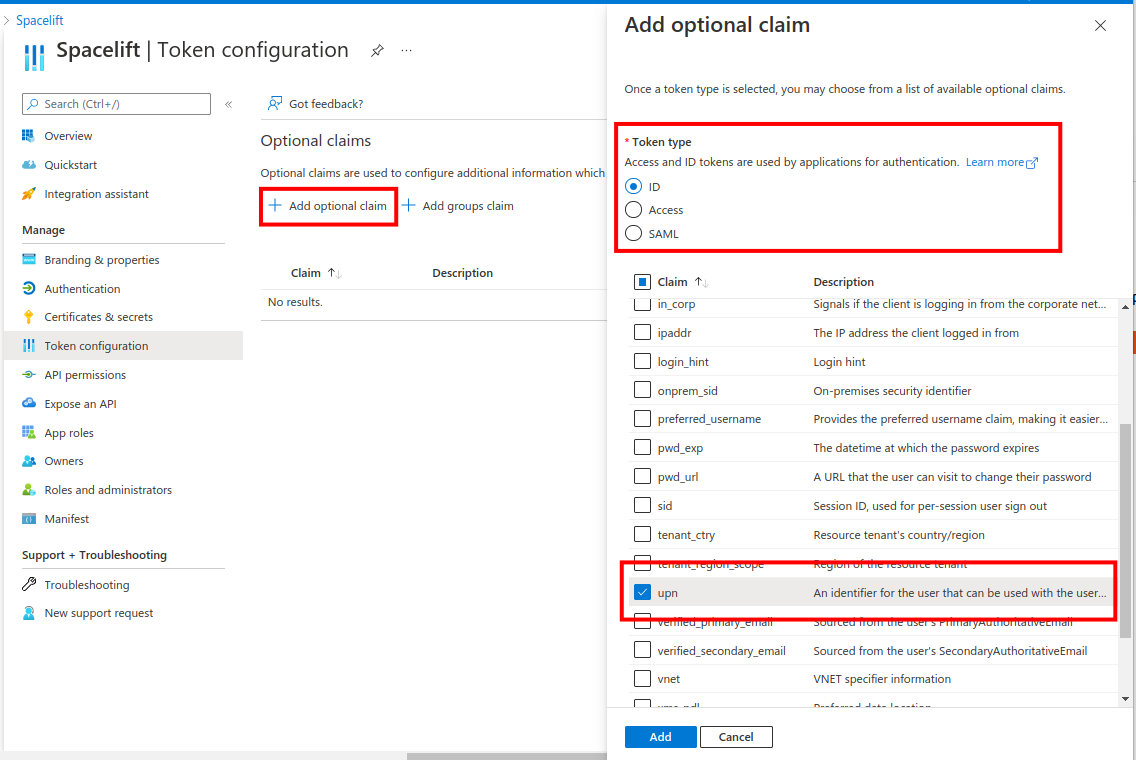 Spacelift
Spacelift | Token configuration
Search (Ctrl+/)
Overview
Quickstart
Integration assistant
Manage
Branding & properties
Authentication
Certificates & secrets
Token configuration
API permissions
Expose an API
App roles
Owners
Roles and administrators
Manifest
Support + Troubleshooting
Troubleshooting
New support request
Got feedback?
Optional claims
Optional claims are used to configure additional information which
Add optional claim
Add groups claim
Claim
Description
No results.
Add optional claim
Once a token type is selected, you may choose from a list of available optional claims.
* Token type
Access and ID tokens are used by applications for authentication. Learn more
ID
Access
SAML
Claim Description
in_corp Signals if the client is logging in from the corporate net...
ipaddr The IP address the client logged in from
login_hint Login hint
onprem_sid On-premises security identifier
preferred_username Provides the preferred username claim, making it easier...
pwd_exp The datetime at which the password expires
pwd_url A URL that the user can visit to change their password
sid Session ID, used for per-session user sign out
tenant_ctry Resource tenant's country/region
tenant_region_scope Region of the resource tenant
upn An identifier for the user that can be used with the user...
verified_primary_email Sourced from the user's PrimaryAuthoritativeEmail
verified_secondary_email Sourced from the user's SecondaryAuthoritativeEmail
vnet VNET specifier information
Preferred data location
Add
Cancel